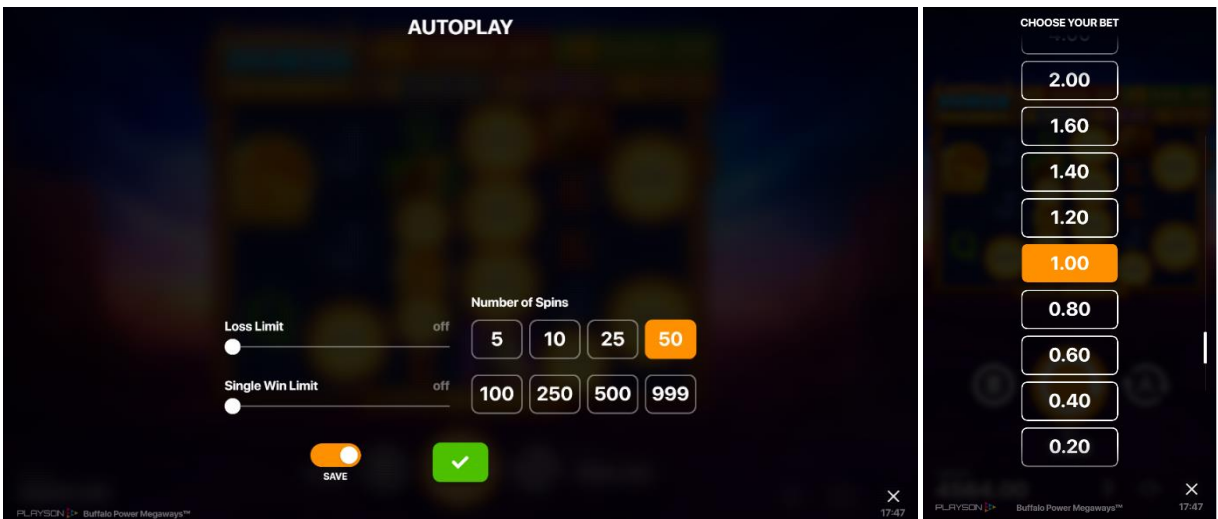 AUTOPLAY
Number of Spins
Loss Limit off
5 10 25 50
Single Win Limit off
100 250 500 999
SAVE
PLAYSON Buffalo Power Megaways™
17:47
CHOOSE YOUR BET
2.00
1.60
1.40
1.20
1.00
0.80
0.60
0.40
0.20
PLAYSON Buffalo Power Megaways™
17:47